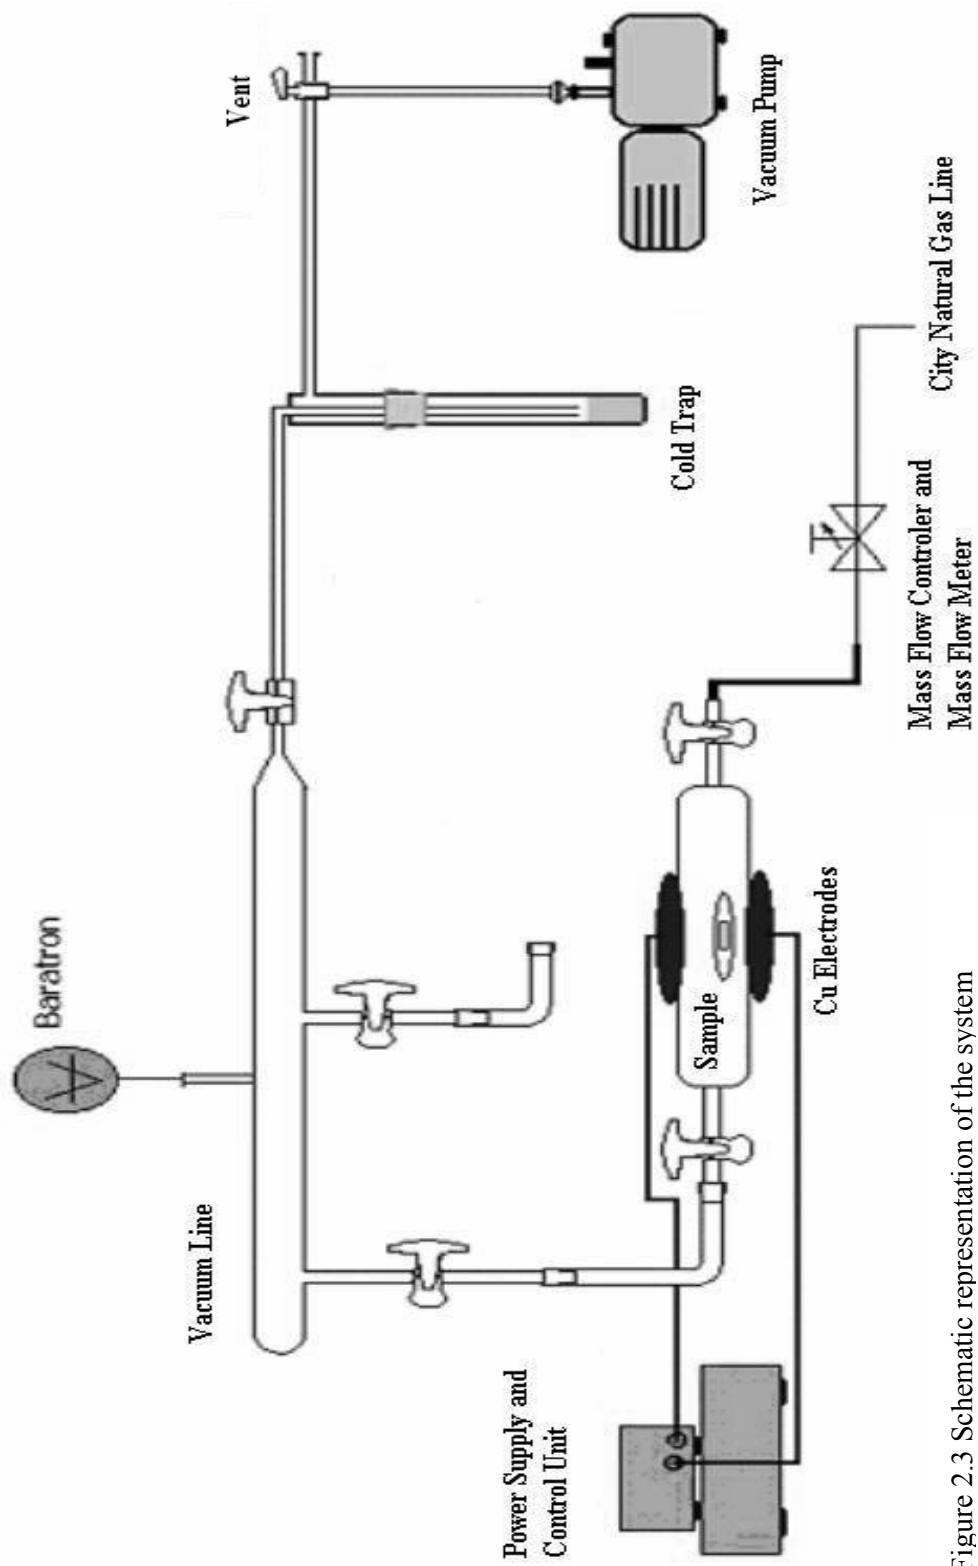 Baratron
Vent
Vacuum Line
Vacuum Pump
Cold Trap
Power Supply and
Control Unit
Sample
Cu Electrodes
City Natural Gas Line
Mass Flow Controler and
Mass Flow Meter
Figure 2.3 Schematic representation of the system